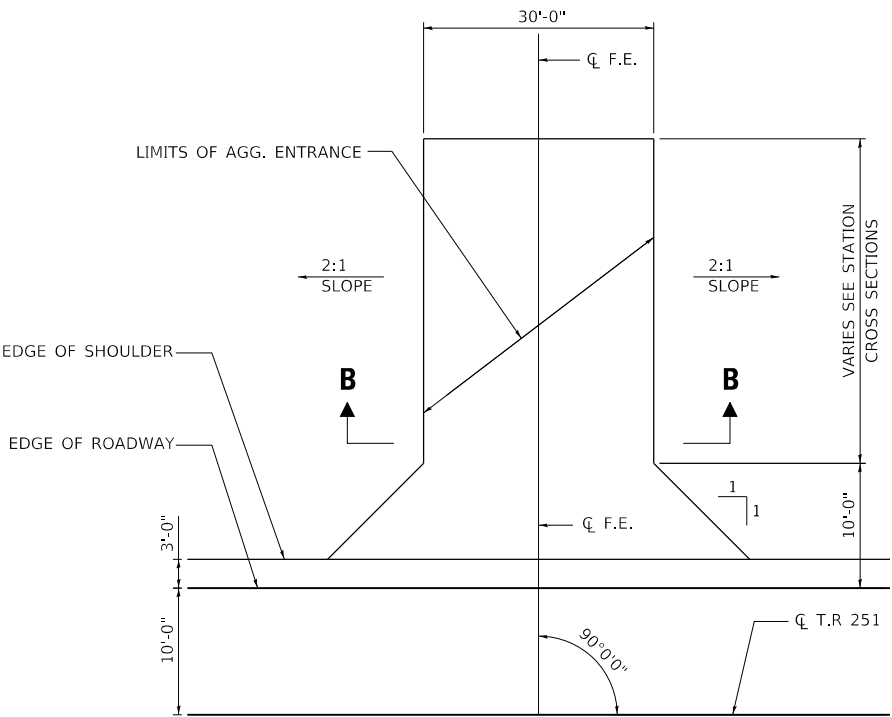 30'-0"
℄ F.E.
LIMITS OF AGG. ENTRANCE
2:1
SLOPE
2:1
SLOPE
VARIES SEE STATION
CROSS SECTIONS
EDGE OF SHOULDER
B
B
EDGE OF ROADWAY
1
1
10'-0"
℄ F.E.
3'-0"
10'-0"
90°0'0"
℄ T.R 251